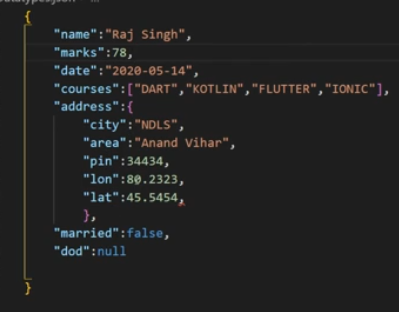 {
"name":"Raj Singh",
"marks":78,
"date":"2020-05-14",
"courses":["DART","KOTLIN","FLUTTER","IONIC"],
"address":{
"city":"NDLS",
"area":"Anand Vihar",
"pin":34434,
"lon":80.2323,
"lat":45.5454,
},
"married":false,
"dod":null
}